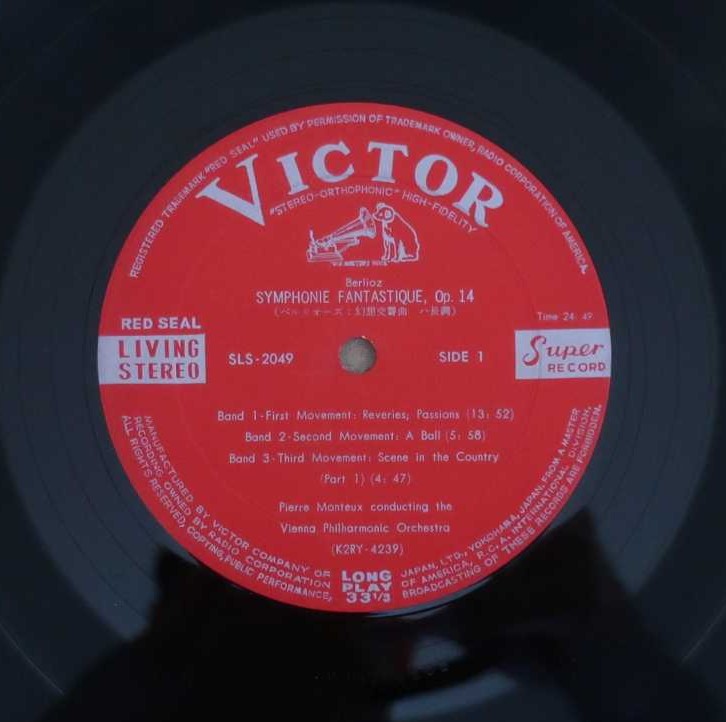 REGISTERED TRADEMARK "RED SEAL" USED BY PERMISSION OF TRADEMARK OWNER, RADIO CORPORATION OF AMERICA.
VICTOR
"STEREO-ORTHOPHONIC" HIGH-FIDELITY
Berlioz
SYMPHONIE FANTASTIQUE, Op. 14
(ベルリオーズ：幻想交響曲 ハ長調)
Time 24: 49
RED SEAL
LIVING
STEREO
SLS-2049
SIDE 1
Super
RECORD
Band 1-First Movement: Reveries; Passions (13: 52)
Band 2-Second Movement: A Ball (5: 58)
Band 3-Third Movement: Scene in the Country
(Part 1) (4: 47)
Pierre Monteux conducting the
Vienna Philharmonic Orchestra
(K2RY-4239)
MANUFACTURED BY VICTOR COMPANY OF JAPAN, LTD., YOKOHAMA, JAPAN, FROM A MASTER
RECORDING OWNED BY RADIO CORPORATION OF AMERICA, R.C.A. INTERNATIONAL DIVISION.
ALL RIGHTS RESERVED, COPYING, PUBLIC PERFORMANCE, BROADCASTING OF THESE RECORDS ARE FORBIDDEN.
LONG
PLAY
33 1/3